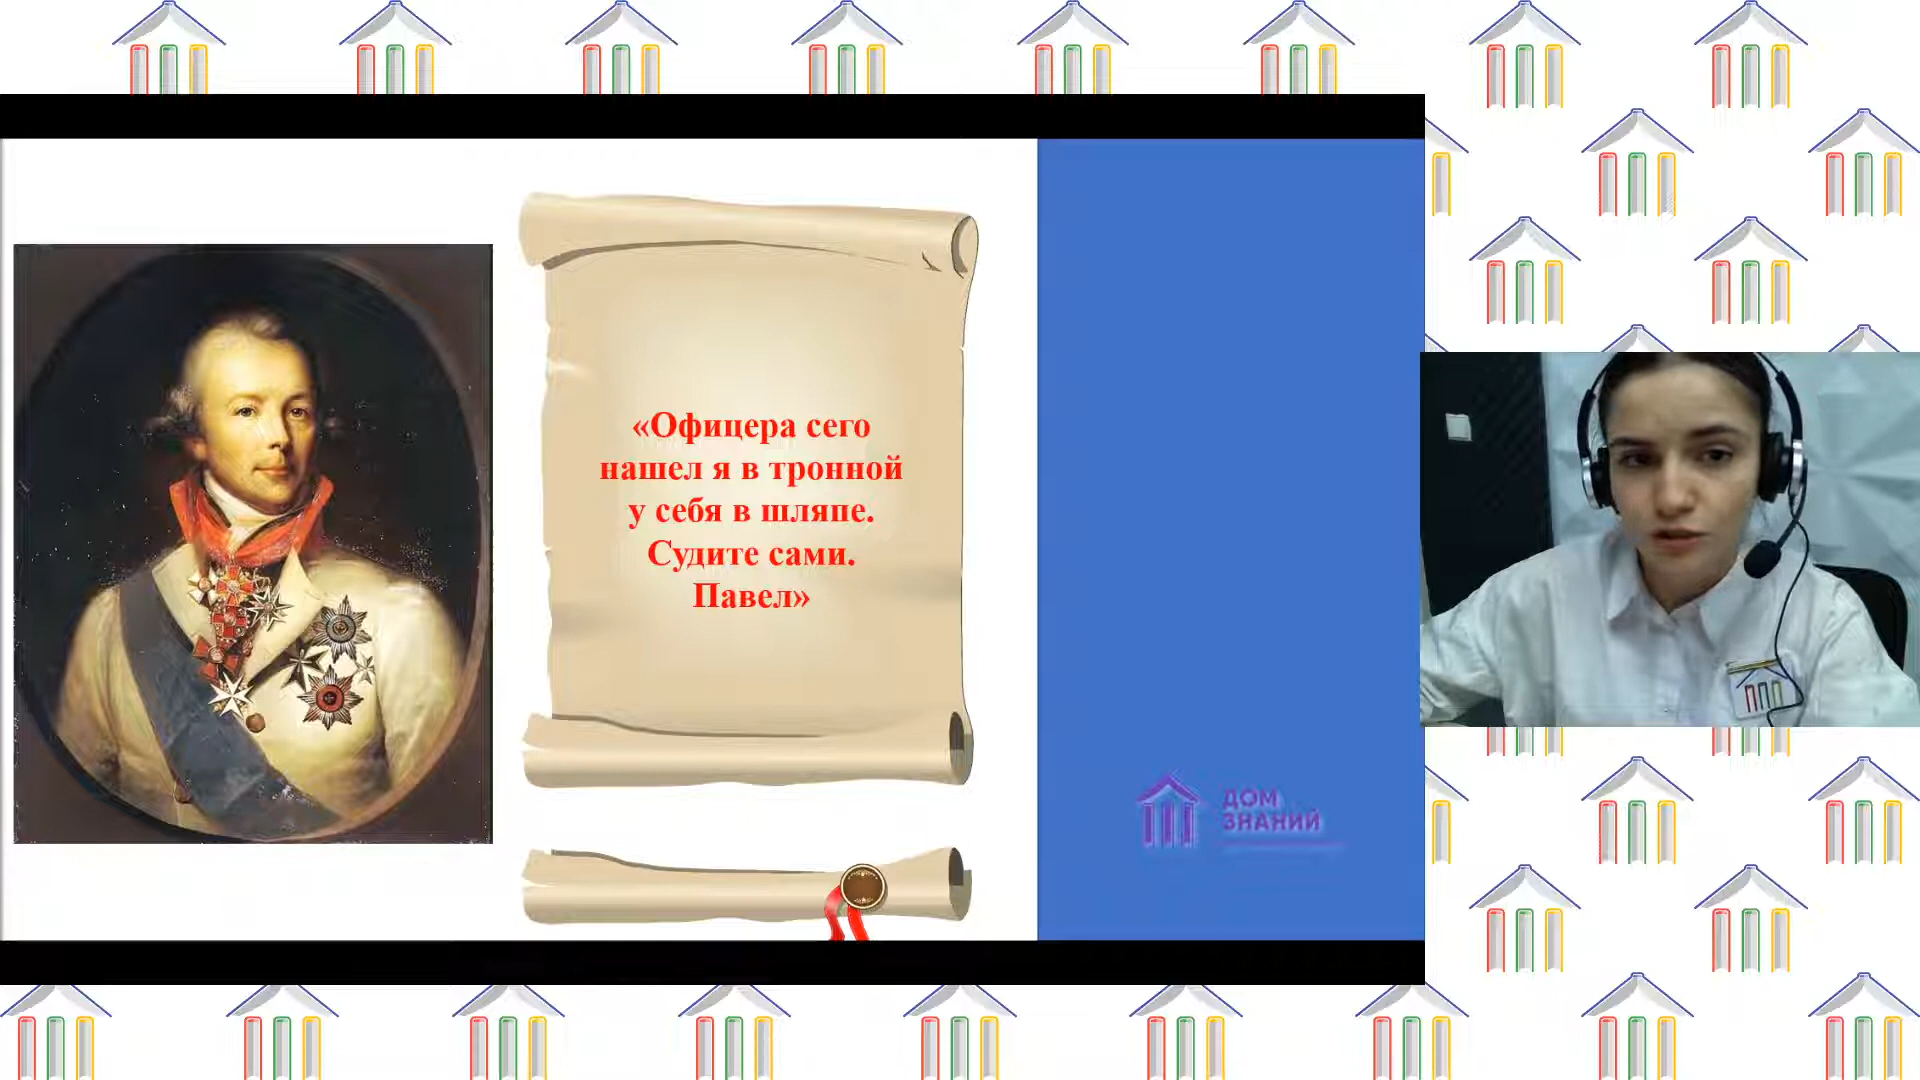 «Офицера сего
нашел я в тронной
у себя в шляпе.
Судите сами.
Павел»
ДОМ
ЗНАНИЙ